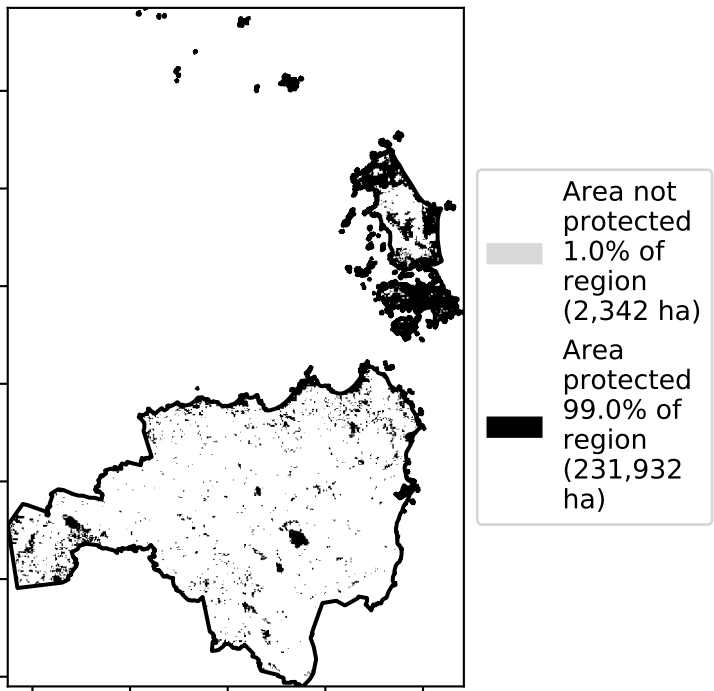 Area not
protected
1.0% of
region
(2,342 ha)
Area
protected
99.0% of
region
(231,932
ha)